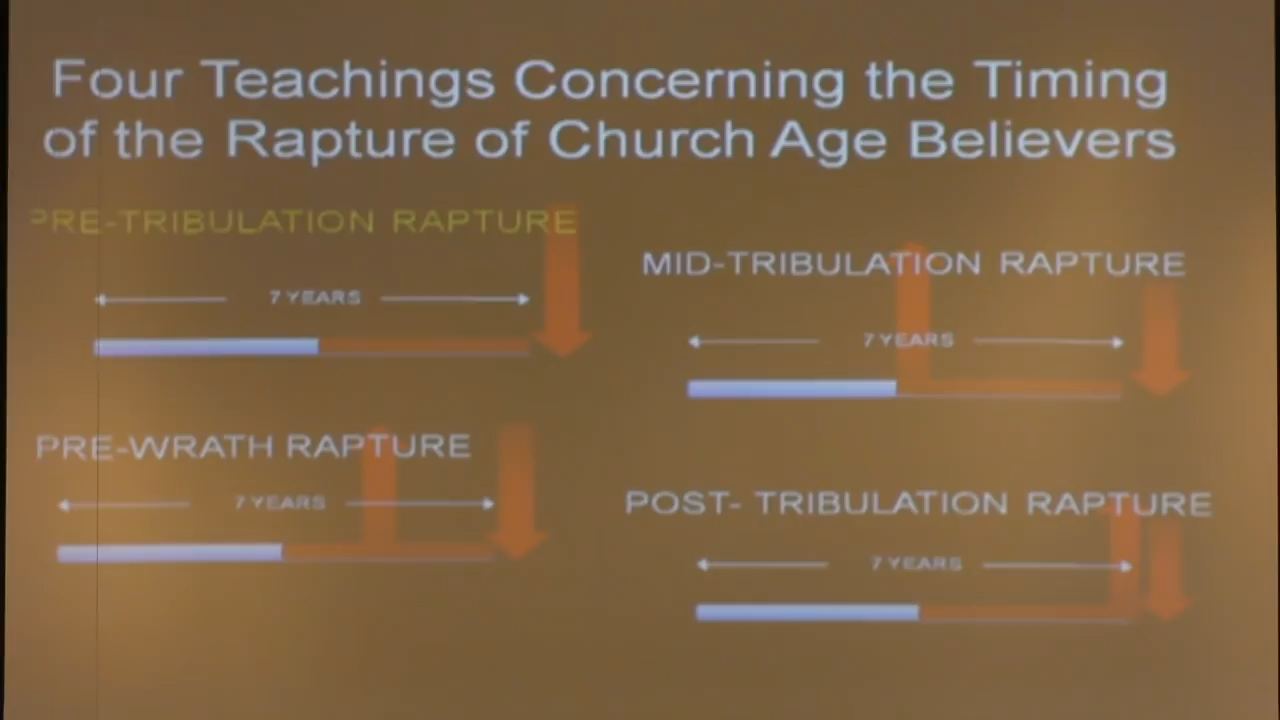 Four Teachings Concerning the Timing
of the Rapture of Church Age Believers
PRE-TRIBULATION RAPTURE
7 YEARS
MID-TRIBULATION RAPTURE
7 YEARS
PRE-WRATH RAPTURE
7 YEARS
POST- TRIBULATION RAPTURE
7 YEARS